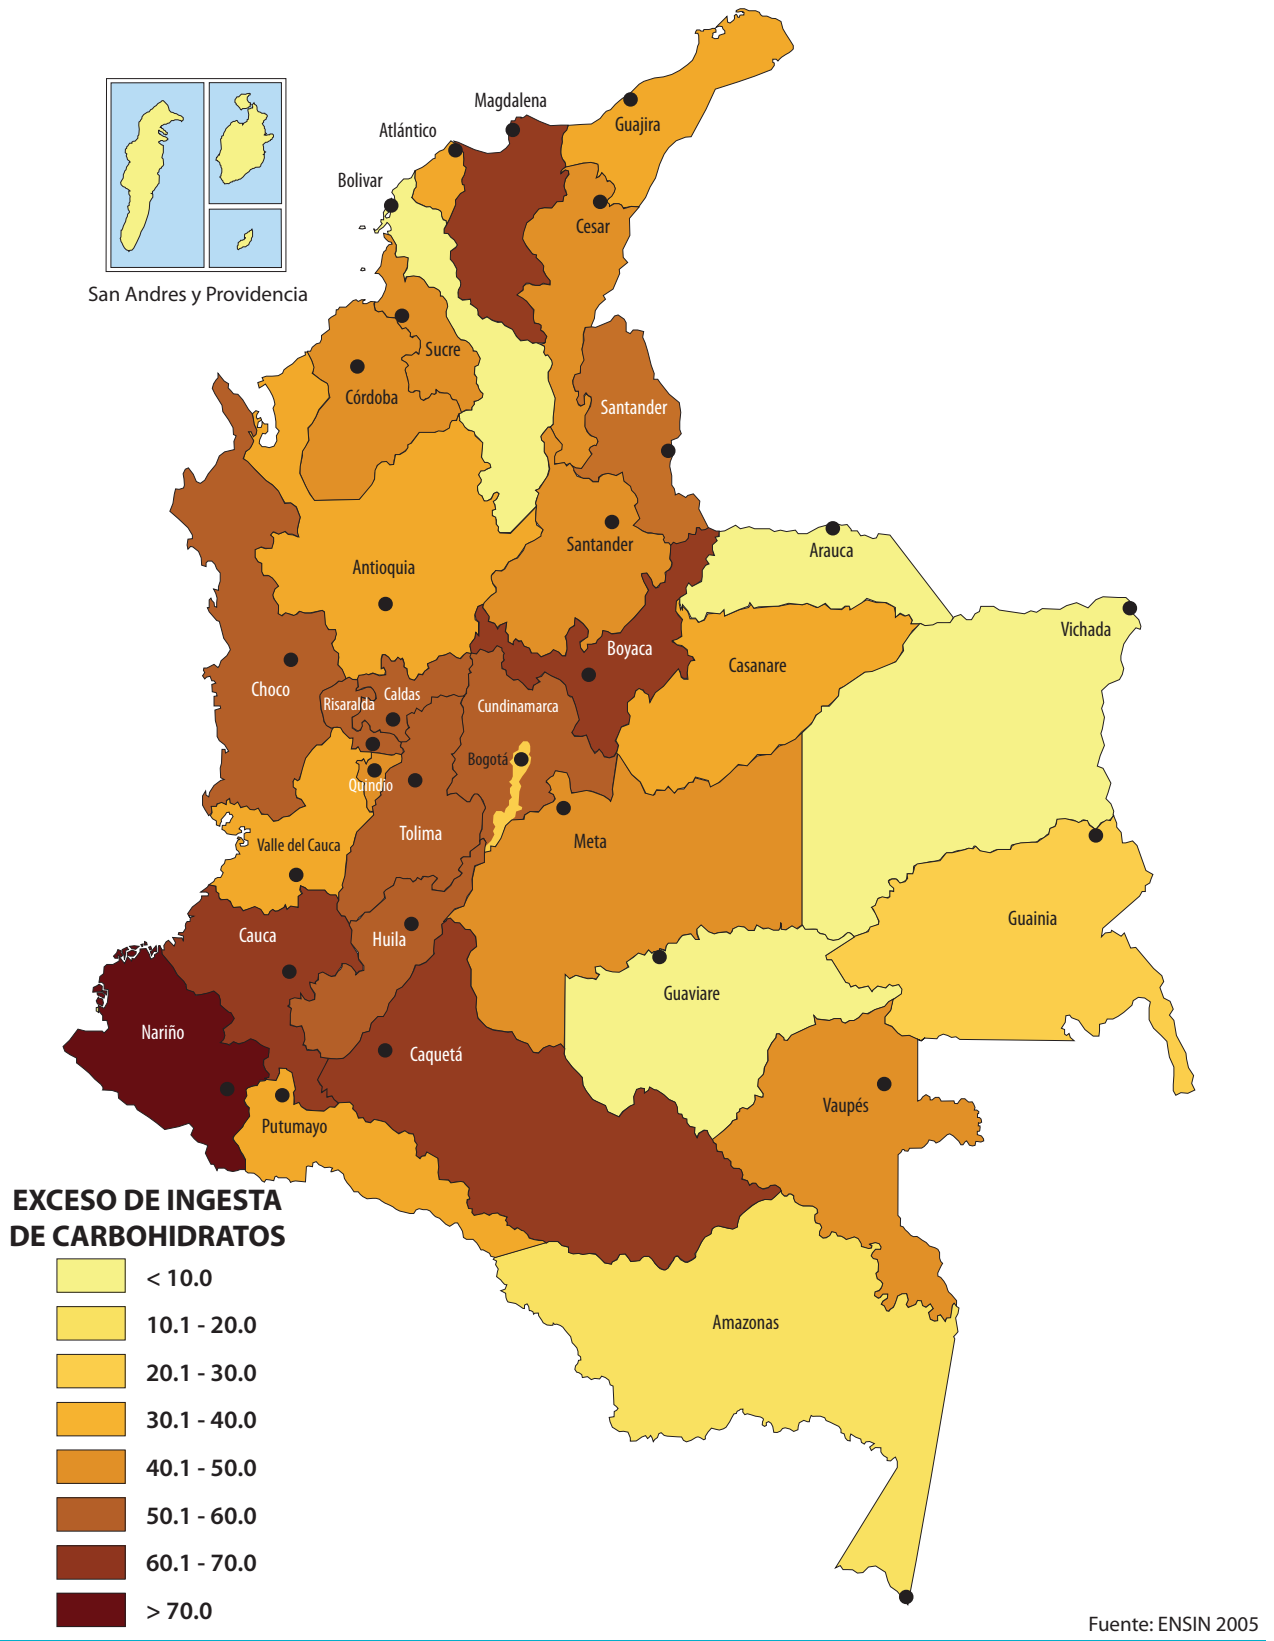 Magdalena
Atlántico
Guajira
Bolivar
Cesar
San Andres y Providencia
Sucre
Córdoba
Santander
Santander
Arauca
Antioquia
Vichada
Boyaca
Casanare
Choco
Caldas
Risaralda
Cundinamarca
Bogotá
Quindio
Tolima
Meta
Valle del Cauca
Guainia
Cauca
Huila
Guaviare
Nariño
Caquetá
Vaupés
Putumayo
EXCESO DE INGESTA
DE CARBOHIDRATOS
< 10.0
10.1 - 20.0
Amazonas
20.1 - 30.0
30.1 - 40.0
40.1 - 50.0
50.1 - 60.0
60.1 - 70.0
> 70.0
Fuente: ENSIN 2005